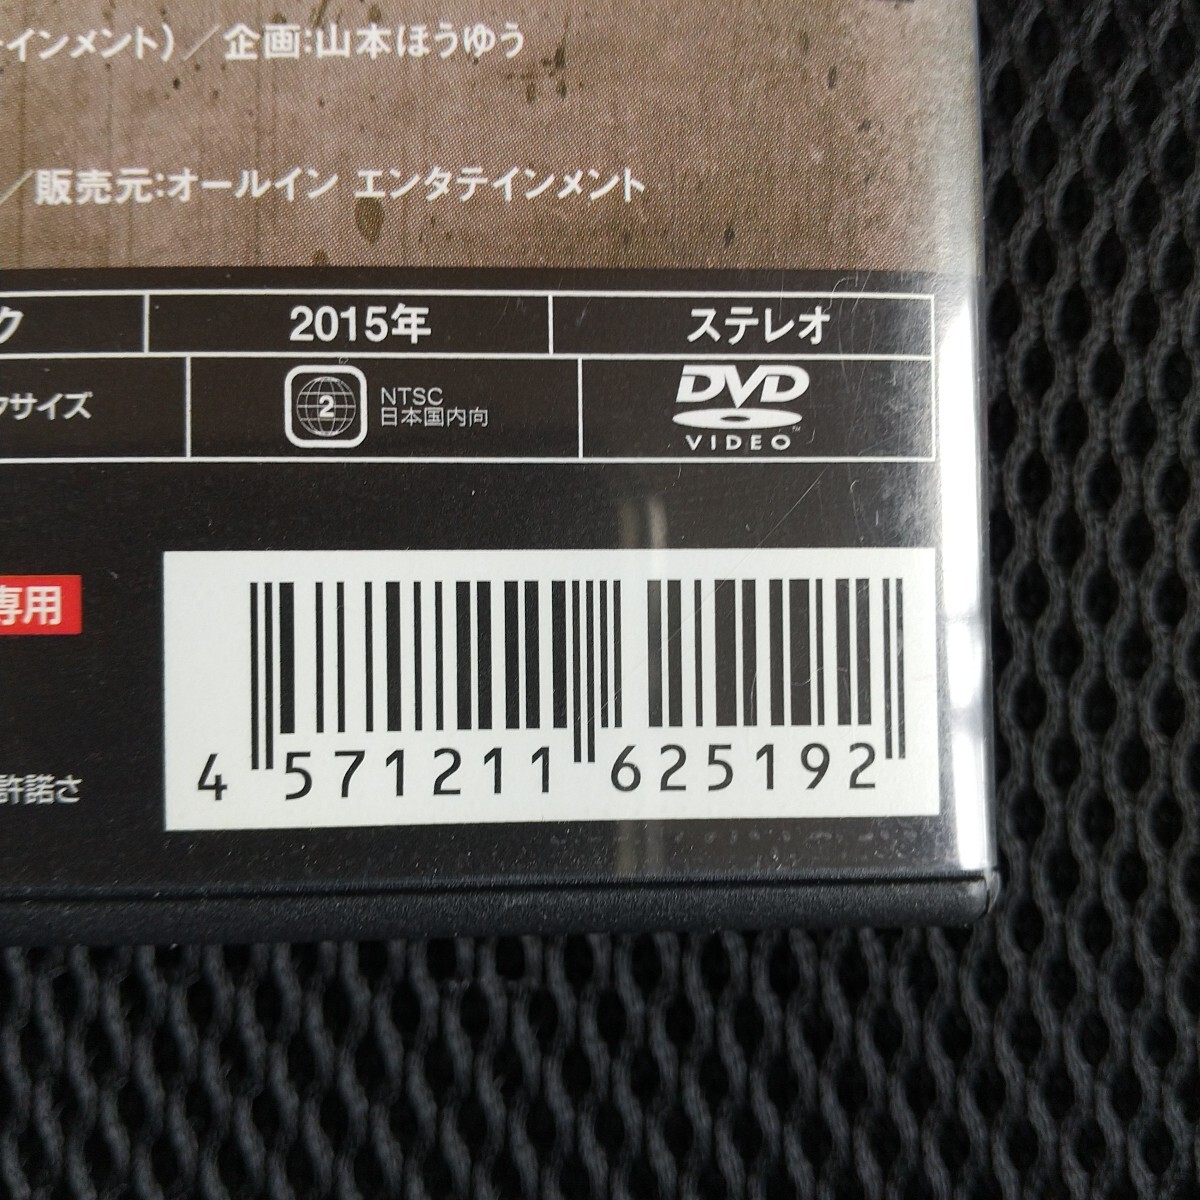 インメント)／企画:山本ほうゆう
／販売元:オールイン エンタテインメント
ク 2015年 ステレオ
クサイズ 2 NTSC 日本国内向 DVD VIDEO
専用
4 571211 625192
許諾さ